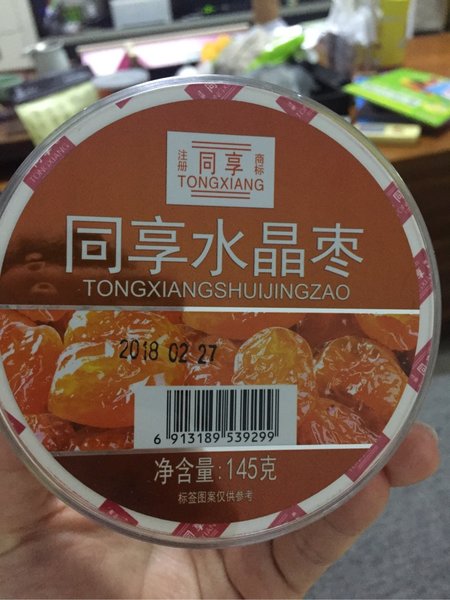 注册 同享 商标
TONGXIANG
同享水晶枣
TONGXIANGSHUIJINGZAO
2018 02 27
6 913189 539299
净含量:145克
标签图案仅供参考
TONGXIANG